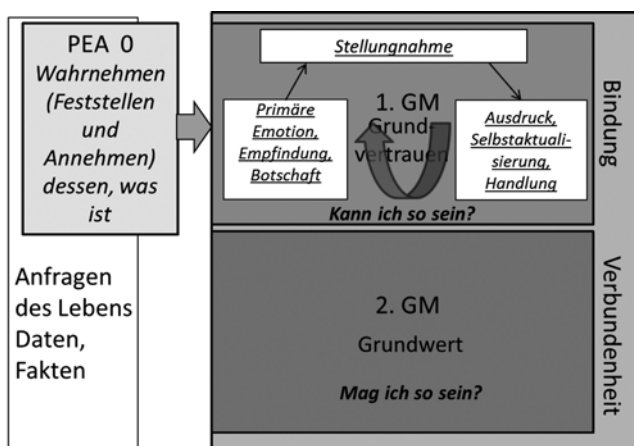 PEA 0
Wahrnehmen
(Feststellen
und
Annehmen)
dessen, was
ist
Anfragen
des Lebens
Daten,
Fakten
Stellungnahme
Primäre
Emotion,
Empfindung,
Botschaft
1. GM
Grund-
vertrauen
Ausdruck,
Selbstaktuali-
sierung,
Handlung
Kann ich so sein?
2. GM
Grundwert
Mag ich so sein?
Bindung
Verbundenheit